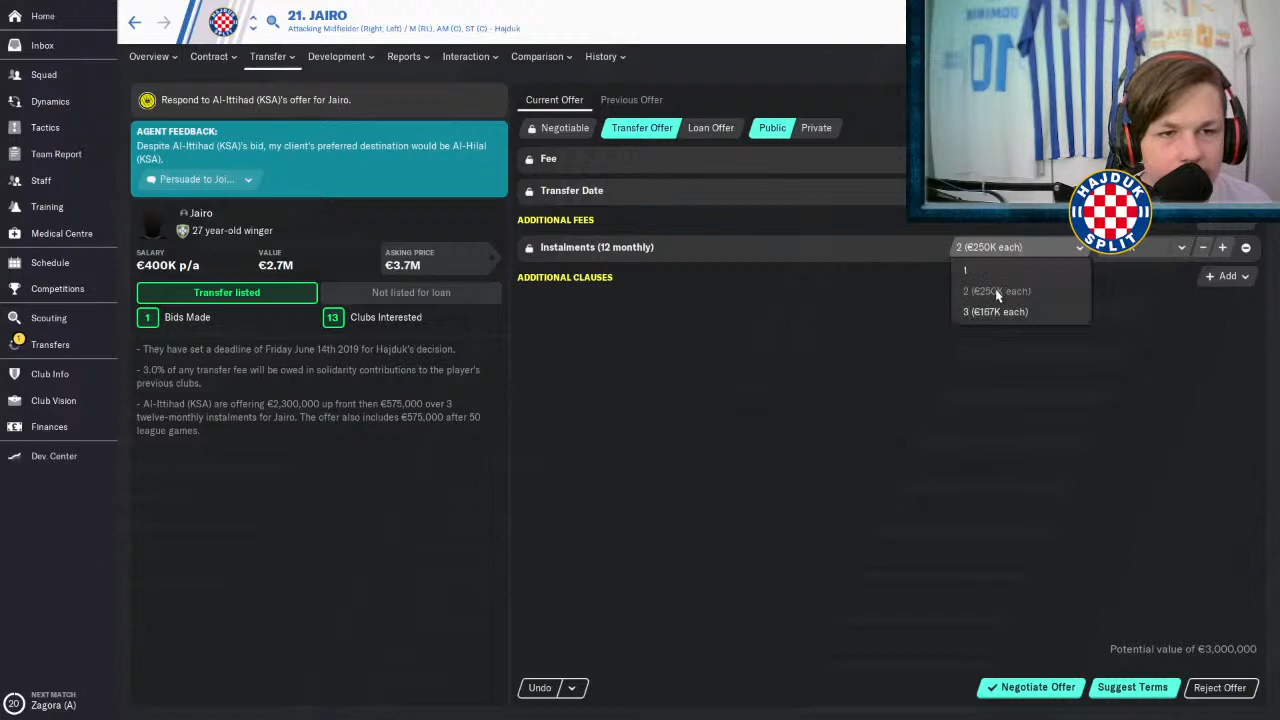 Home
Inbox
Squad
Dynamics
Tactics
Team Report
Staff
Training
Medical Centre
Schedule
Competitions
Scouting
1
Transfers
Club Info
Club Vision
Finances
Dev. Center
20
NEXT MATCH
Zagora (A)
21. JAIRO
Attacking Midfielder (Right, Left) / M (RL), AM (C), ST (C) - Hajduk
Overview
Contract
Transfer
Development
Reports
Interaction
Comparison
History
Respond to Al-Ittihad (KSA)'s offer for Jairo.
AGENT FEEDBACK:
Despite Al-Ittihad (KSA)'s bid, my client's preferred destination would be Al-Hilal
(KSA).
Persuade to Joi...
Jairo
27 year-old winger
SALARY
€400K p/a
VALUE
€2.7M
ASKING PRICE
€3.7M
Transfer listed
Not listed for loan
1
Bids Made
13
Clubs Interested
- They have set a deadline of Friday June 14th 2019 for Hajduk's decision.
- 3.0% of any transfer fee will be owed in solidarity contributions to the player's
previous clubs.
- Al-Ittihad (KSA) are offering €2,300,000 up front then €575,000 over 3
twelve-monthly instalments for Jairo. The offer also includes €575,000 after 50
league games.
Current Offer
Previous Offer
Negotiable
Transfer Offer
Loan Offer
Public
Private
Fee
Transfer Date
ADDITIONAL FEES
Instalments (12 monthly)
2 (€250K each)
1
2 (€250K each)
3 (€167K each)
ADDITIONAL CLAUSES
+ Add
Potential value of €3,000,000
Undo
Negotiate Offer
Suggest Terms
Reject Offer
10
HAJDUK
SPLIT